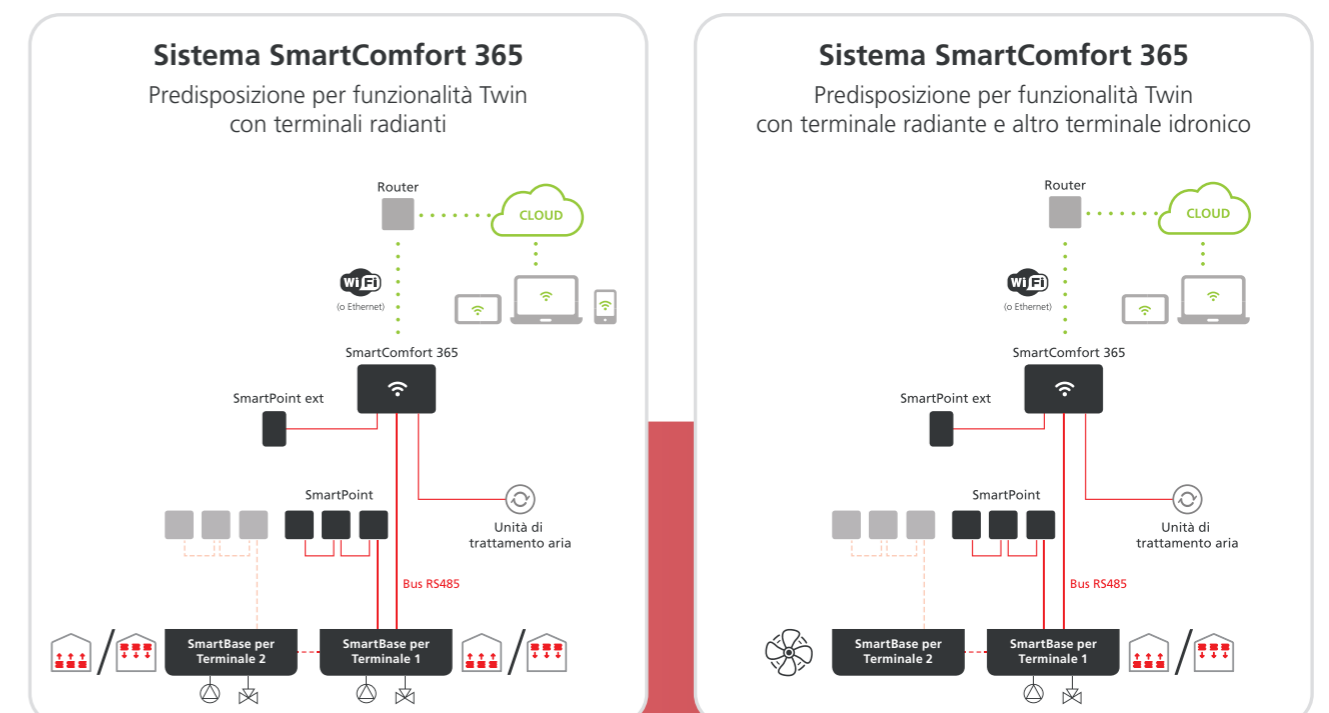 Sistema SmartComfort 365
Predisposizione per funzionalità Twin
con terminali radianti
Router
CLOUD
WiFi
(o Ethernet)
SmartComfort 365
SmartPoint ext
SmartPoint
Unità di
trattamento aria
Bus RS485
SmartBase per
Terminale 2
SmartBase per
Terminale 1
Sistema SmartComfort 365
Predisposizione per funzionalità Twin
con terminale radiante e altro terminale idronico
Router
CLOUD
WiFi
(o Ethernet)
SmartComfort 365
SmartPoint ext
SmartPoint
Unità di
trattamento aria
Bus RS485
SmartBase per
Terminale 2
SmartBase per
Terminale 1